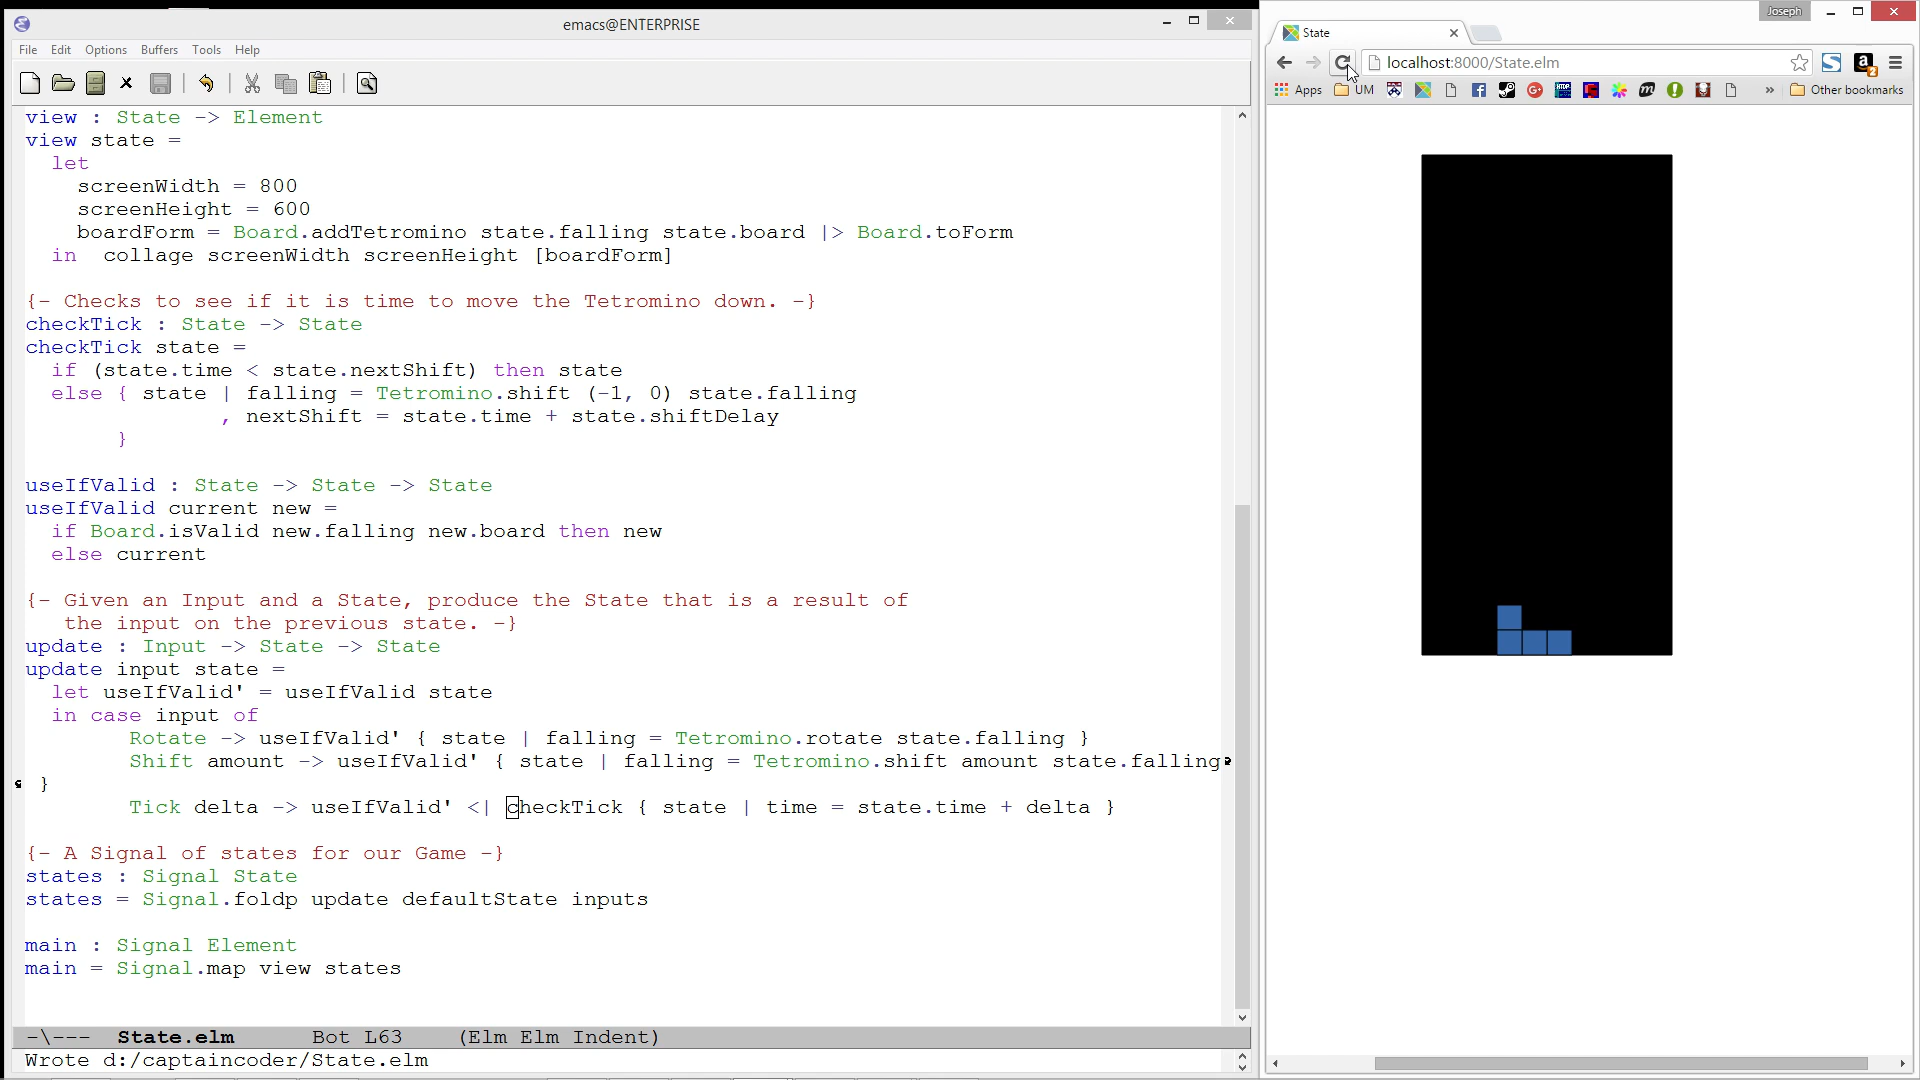 emacs@ENTERPRISE
File Edit Options Buffers Tools Help
view : State -> Element
view state =
  let
    screenWidth = 800
    screenHeight = 600
    boardForm = Board.addTetromino state.falling state.board |> Board.toForm
  in  collage screenWidth screenHeight [boardForm]
{- Checks to see if it is time to move the Tetromino down. -}
checkTick : State -> State
checkTick state =
  if (state.time < state.nextShift) then state
  else { state | falling = Tetromino.shift (-1, 0) state.falling
               , nextShift = state.time + state.shiftDelay
       }
useIfValid : State -> State -> State
useIfValid current new =
  if Board.isValid new.falling new.board then new
  else current
{- Given an Input and a State, produce the State that is a result of
   the input on the previous state. -}
update : Input -> State -> State
update input state =
  let useIfValid' = useIfValid state
  in case input of
        Rotate -> useIfValid' { state | falling = Tetromino.rotate state.falling }
        Shift amount -> useIfValid' { state | falling = Tetromino.shift amount state.falling
 }
        Tick delta -> useIfValid' <| checkTick { state | time = state.time + delta }
{- A Signal of states for our Game -}
states : Signal State
states = Signal.foldp update defaultState inputs
main : Signal Element
main = Signal.map view states
-\--- State.elm Bot L63 (Elm Elm Indent)
Wrote d:/captaincoder/State.elm
Joseph
State
localhost:8000/State.elm
Apps UM » Other bookmarks